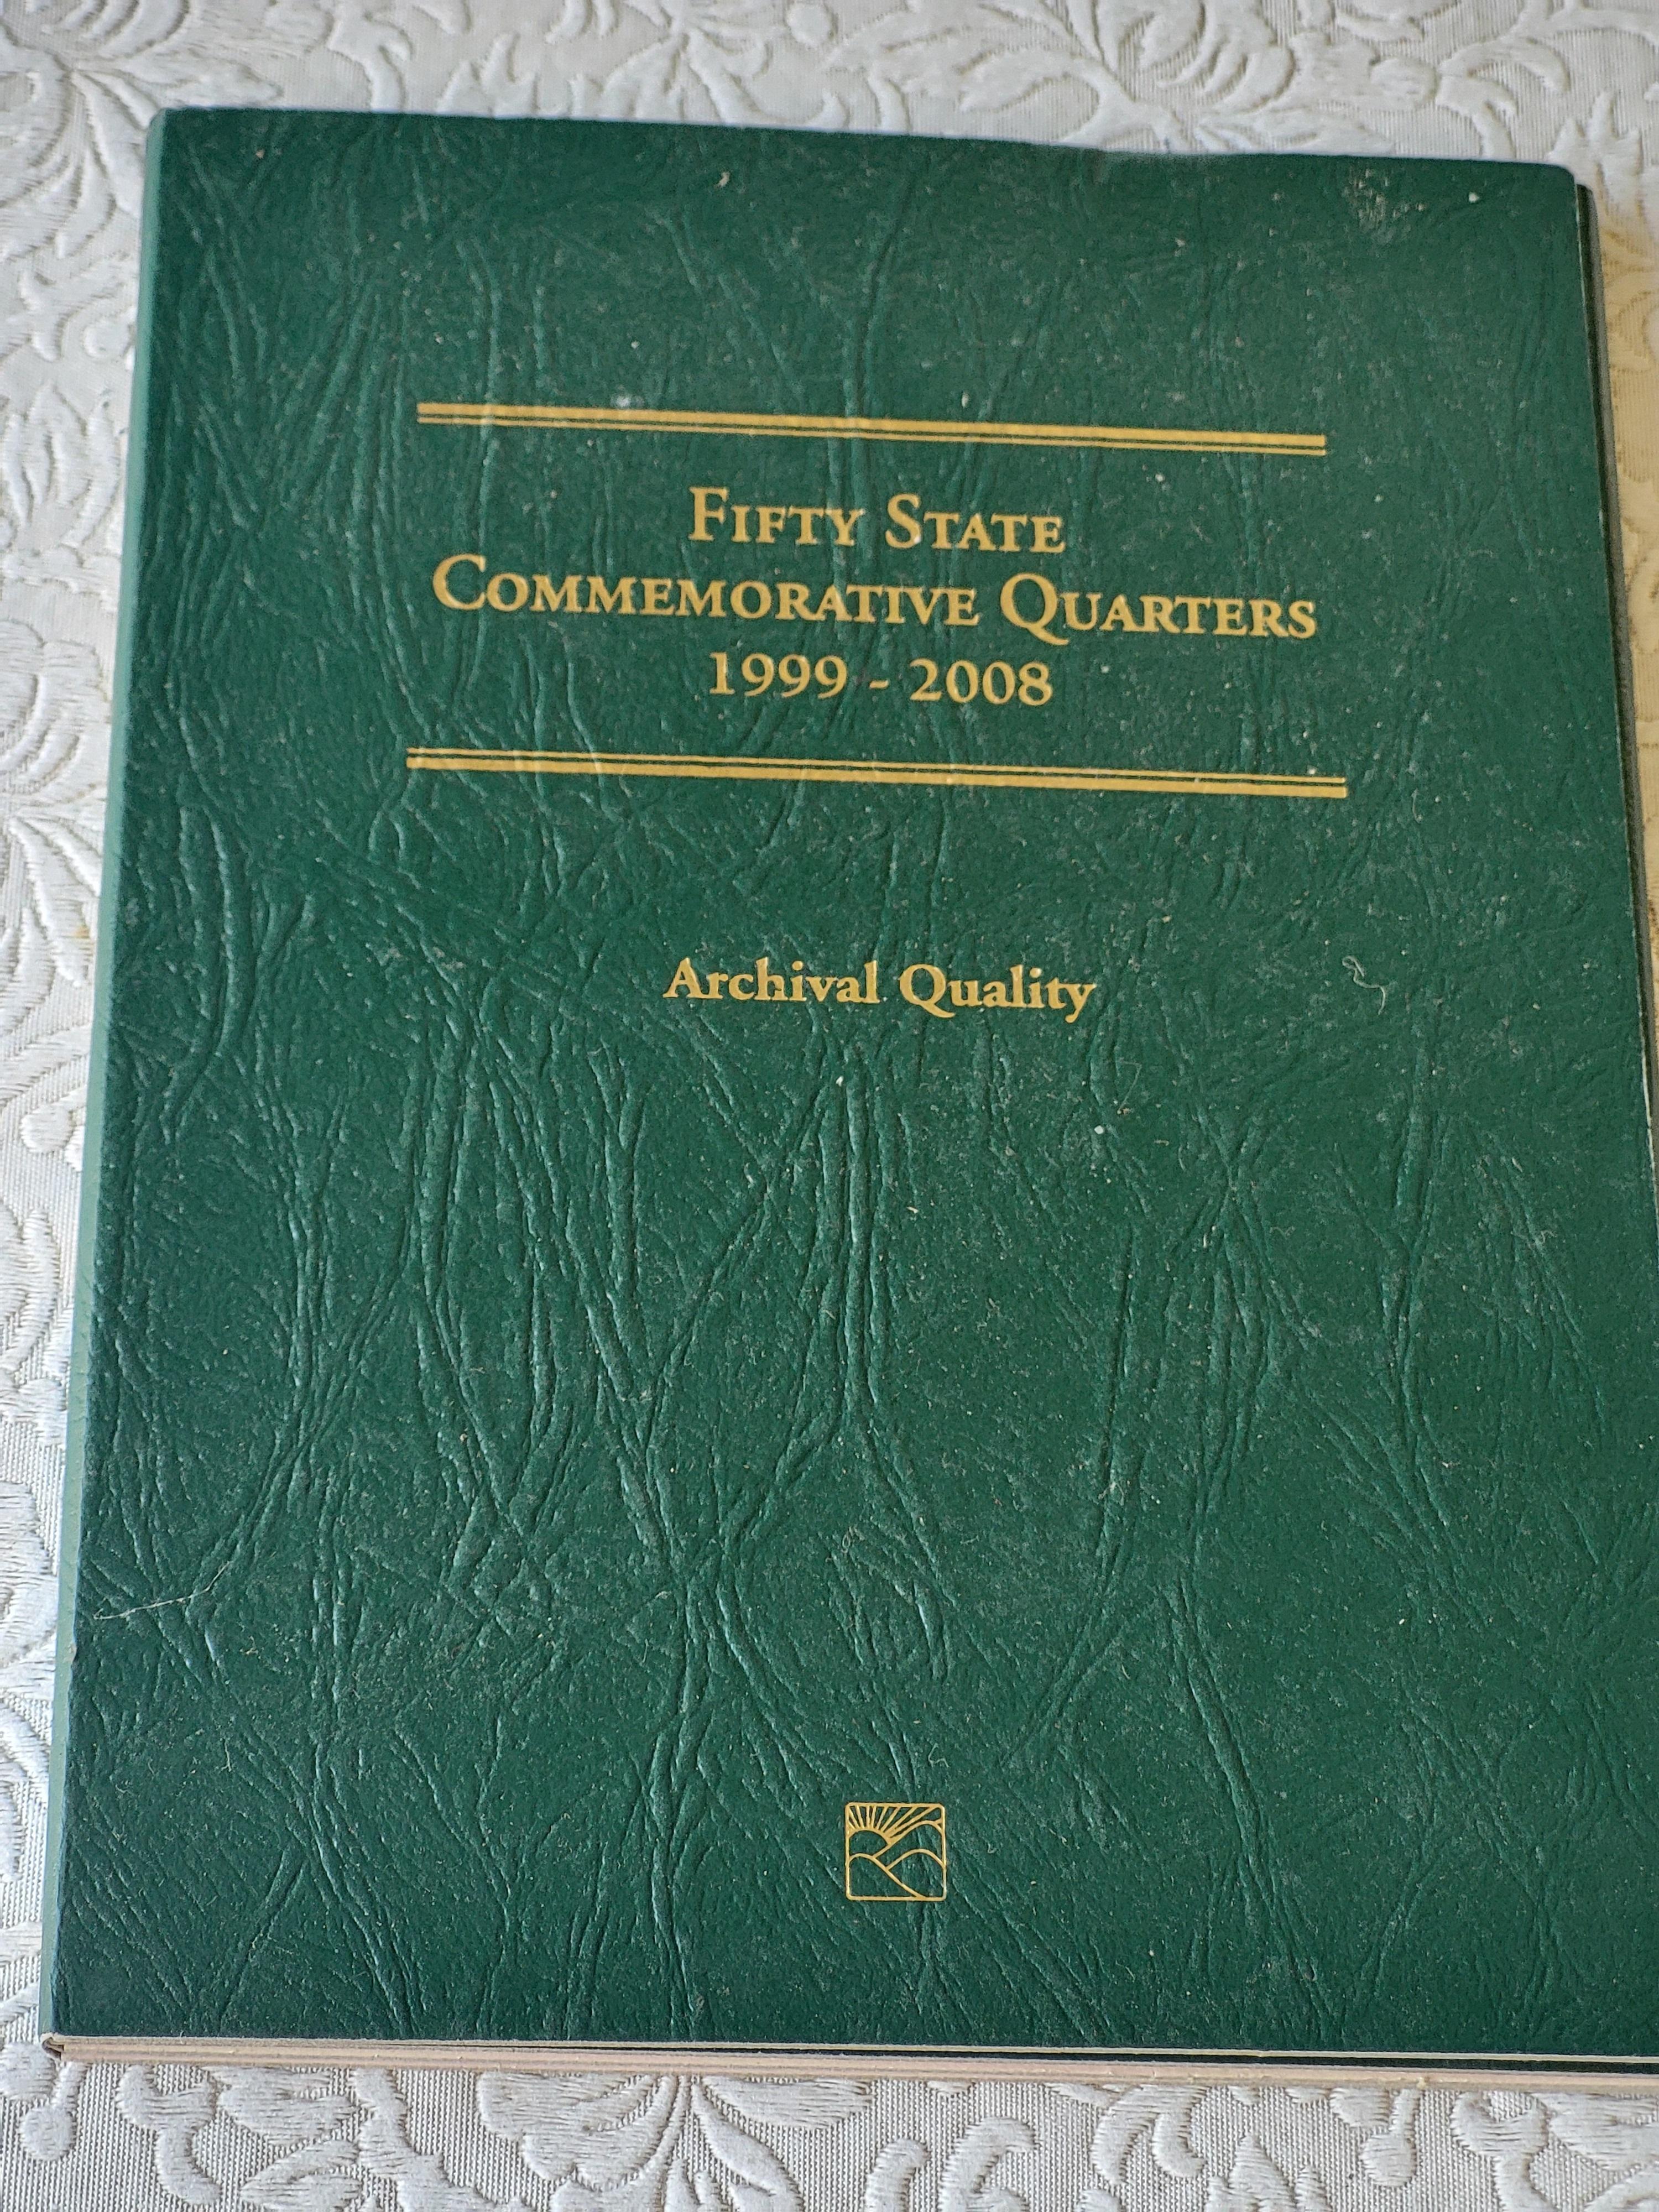 FIFTY STATE
COMMEMORATIVE QUARTERS
1999 - 2008
Archival Quality